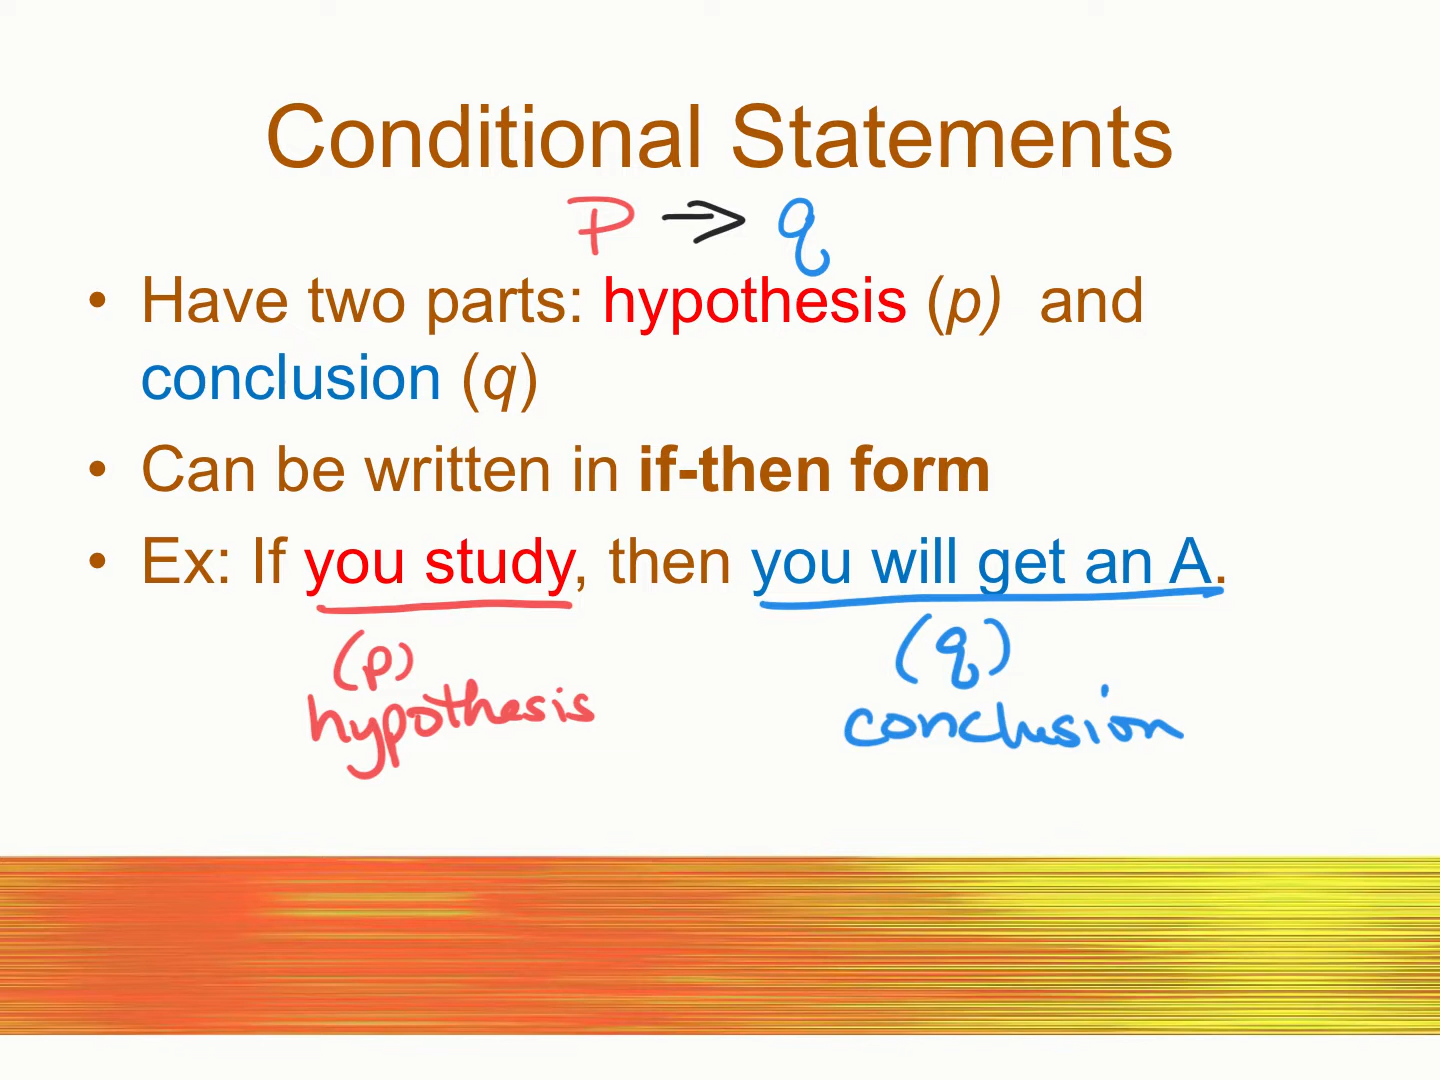 Conditional Statements
P → q
• Have two parts: hypothesis (p) and
conclusion (q)
• Can be written in if-then form
• Ex: If you study, then you will get an A.
(p) (q)
hypothesis conclusion